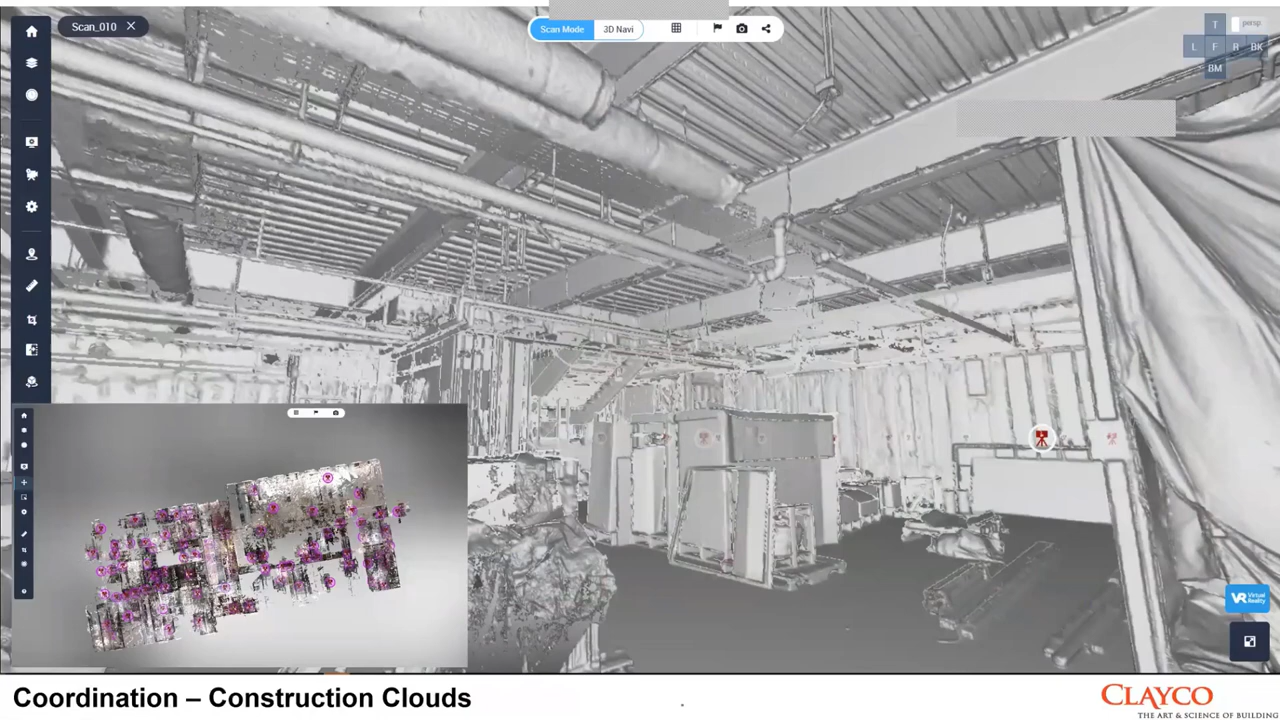 Scan_010
Scan Mode
3D Navi
T
persp.
L
F
R
BK
BM
VR Virtual Reality
Coordination – Construction Clouds
CLAYCO
THE ART & SCIENCE OF BUILDING